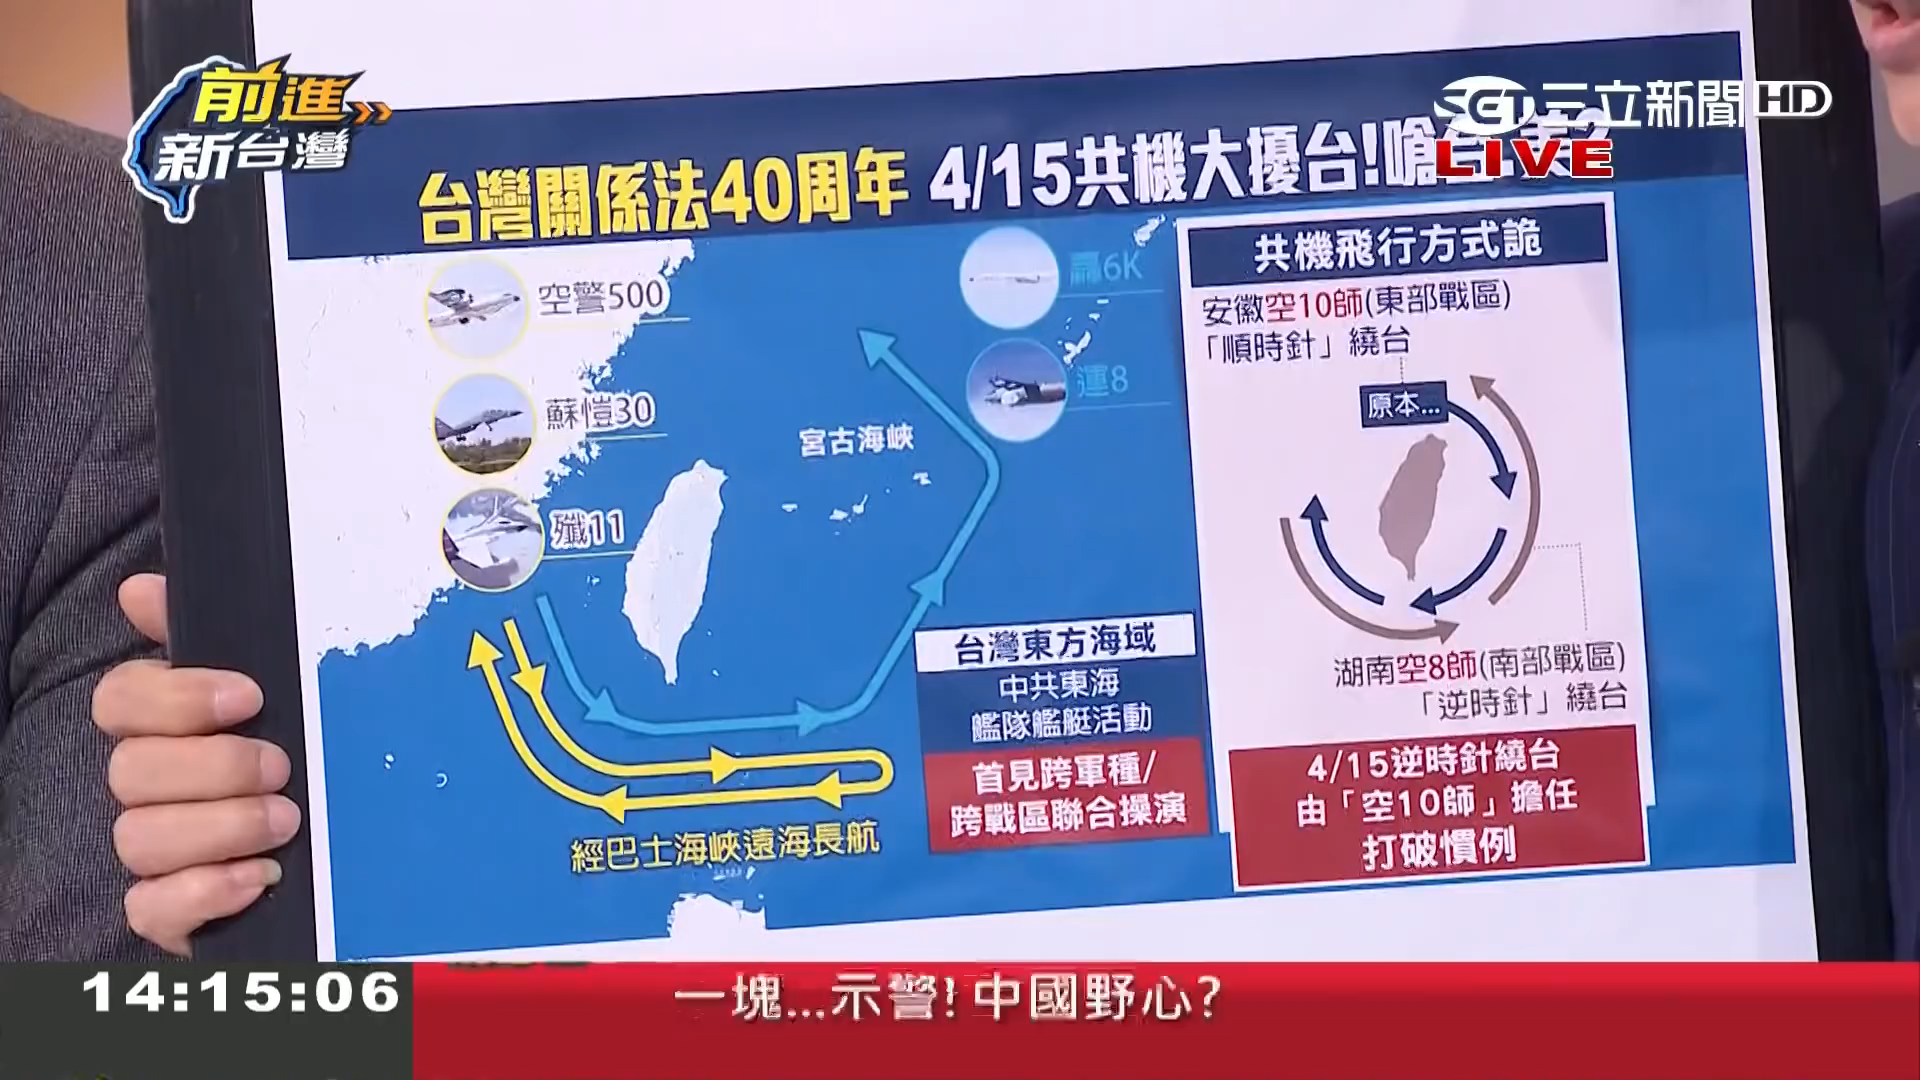 前進
新台灣
SET三立新聞HD
LIVE
台灣關係法40周年 4/15共機大擾台!嗆
空警500
蘇愷30
殲11
轟6K
運8
宮古海峽
經巴士海峽遠海長航
台灣東方海域
中共東海
艦隊艦艇活動
首見跨軍種/
跨戰區聯合操演
共機飛行方式詭
安徽空10師(東部戰區)
「順時針」繞台
原本...
湖南空8師(南部戰區)
「逆時針」繞台
4/15逆時針繞台
由「空10師」擔任
打破慣例
14:15:06
一塊...示警!中國野心?